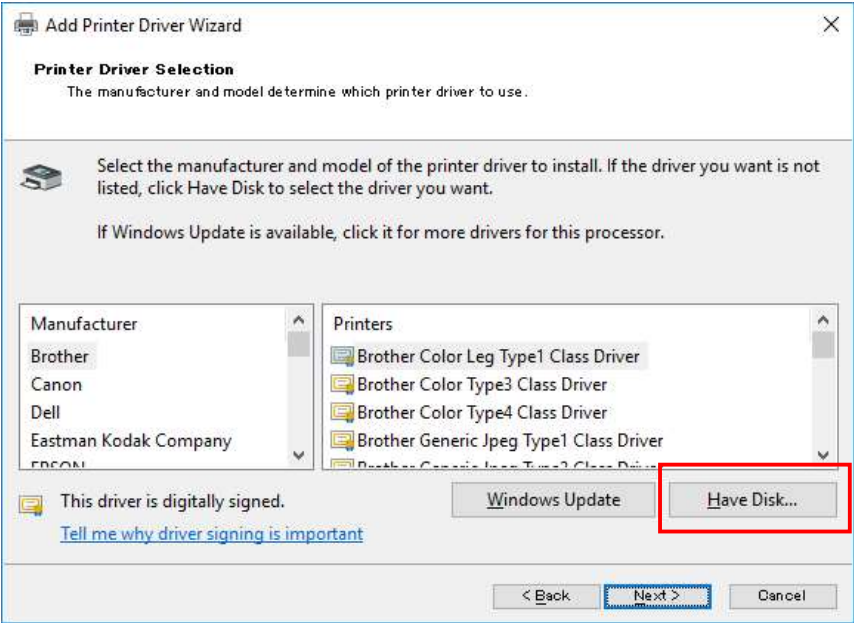 Add Printer Driver Wizard
Printer Driver Selection
The manufacturer and model determine which printer driver to use.
Select the manufacturer and model of the printer driver to install. If the driver you want is not
listed, click Have Disk to select the driver you want.
If Windows Update is available, click it for more drivers for this processor.
Manufacturer
Brother
Canon
Dell
Eastman Kodak Company
EPSON
Printers
Brother Color Leg Type1 Class Driver
Brother Color Type3 Class Driver
Brother Color Type4 Class Driver
Brother Generic Jpeg Type1 Class Driver
Brother Generic Jpeg
This driver is digitally signed.
Tell me why driver signing is important
Windows Update
Have Disk...
< Back
Next >
Cancel